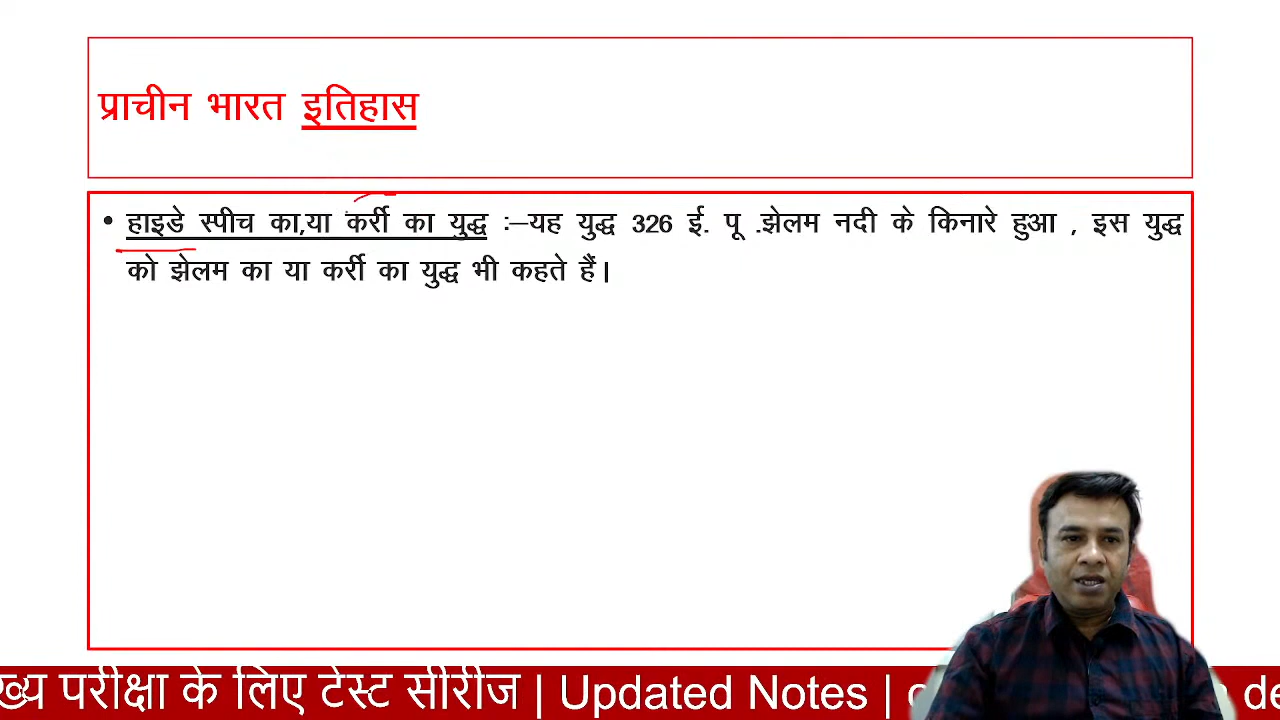 प्राचीन भारत इतिहास
• हाइडे स्पीच का,या कर्री का युद्ध :–यह युद्ध 326 ई. पू .झेलम नदी के किनारे हुआ , इस युद्ध
को झेलम का या कर्री का युद्ध भी कहते हैं।
परीक्षा के लिए टेस्ट सीरीज | Updated Notes |